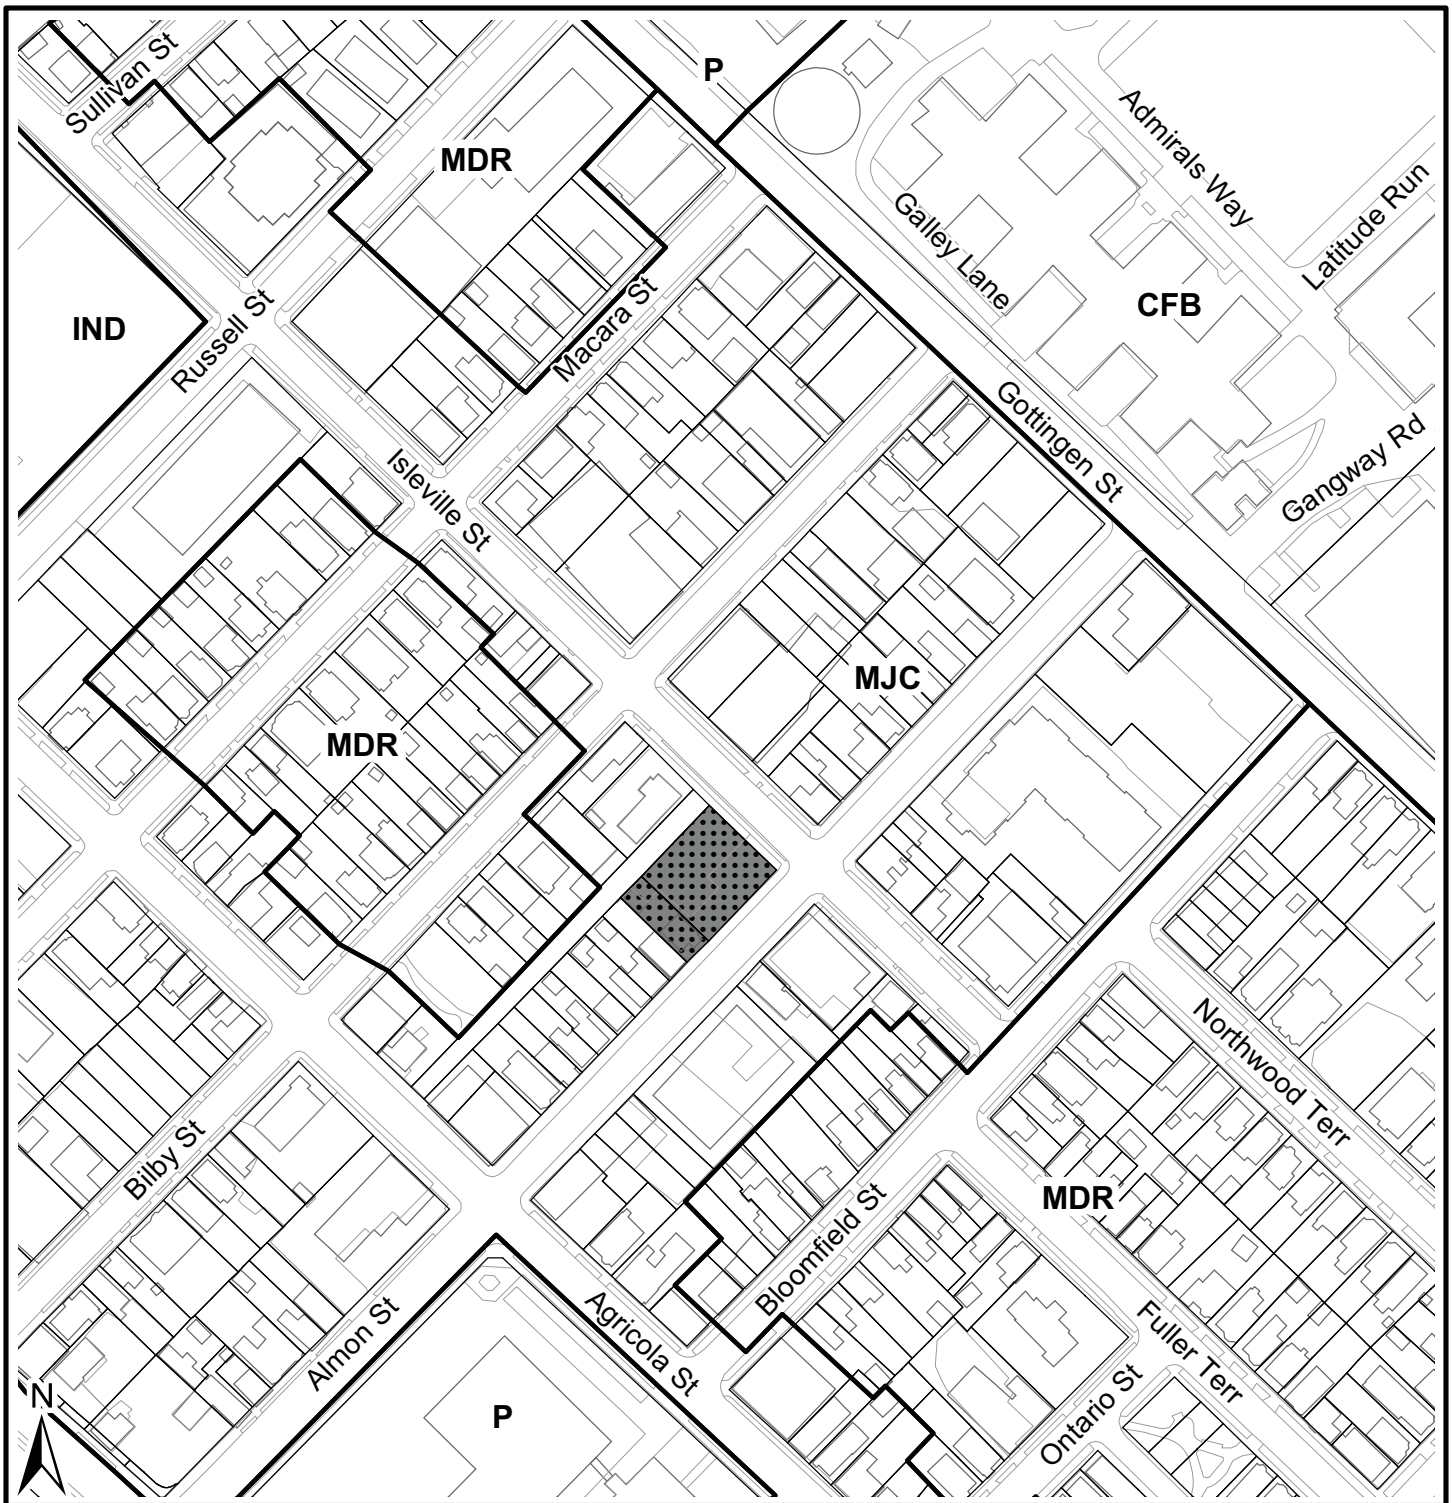 Sullivan St
P
MDR
Admirals Way
Latitude Run
Galley Lane
CFB
IND
Russell St
Macara St
Gottingen St
Gangway Rd
Isleville St
MJC
MDR
Northwood Terr
Bilby St
MDR
Bloomfield St
Almon St
Agricola St
Fuller Terr
Ontario St
N
P